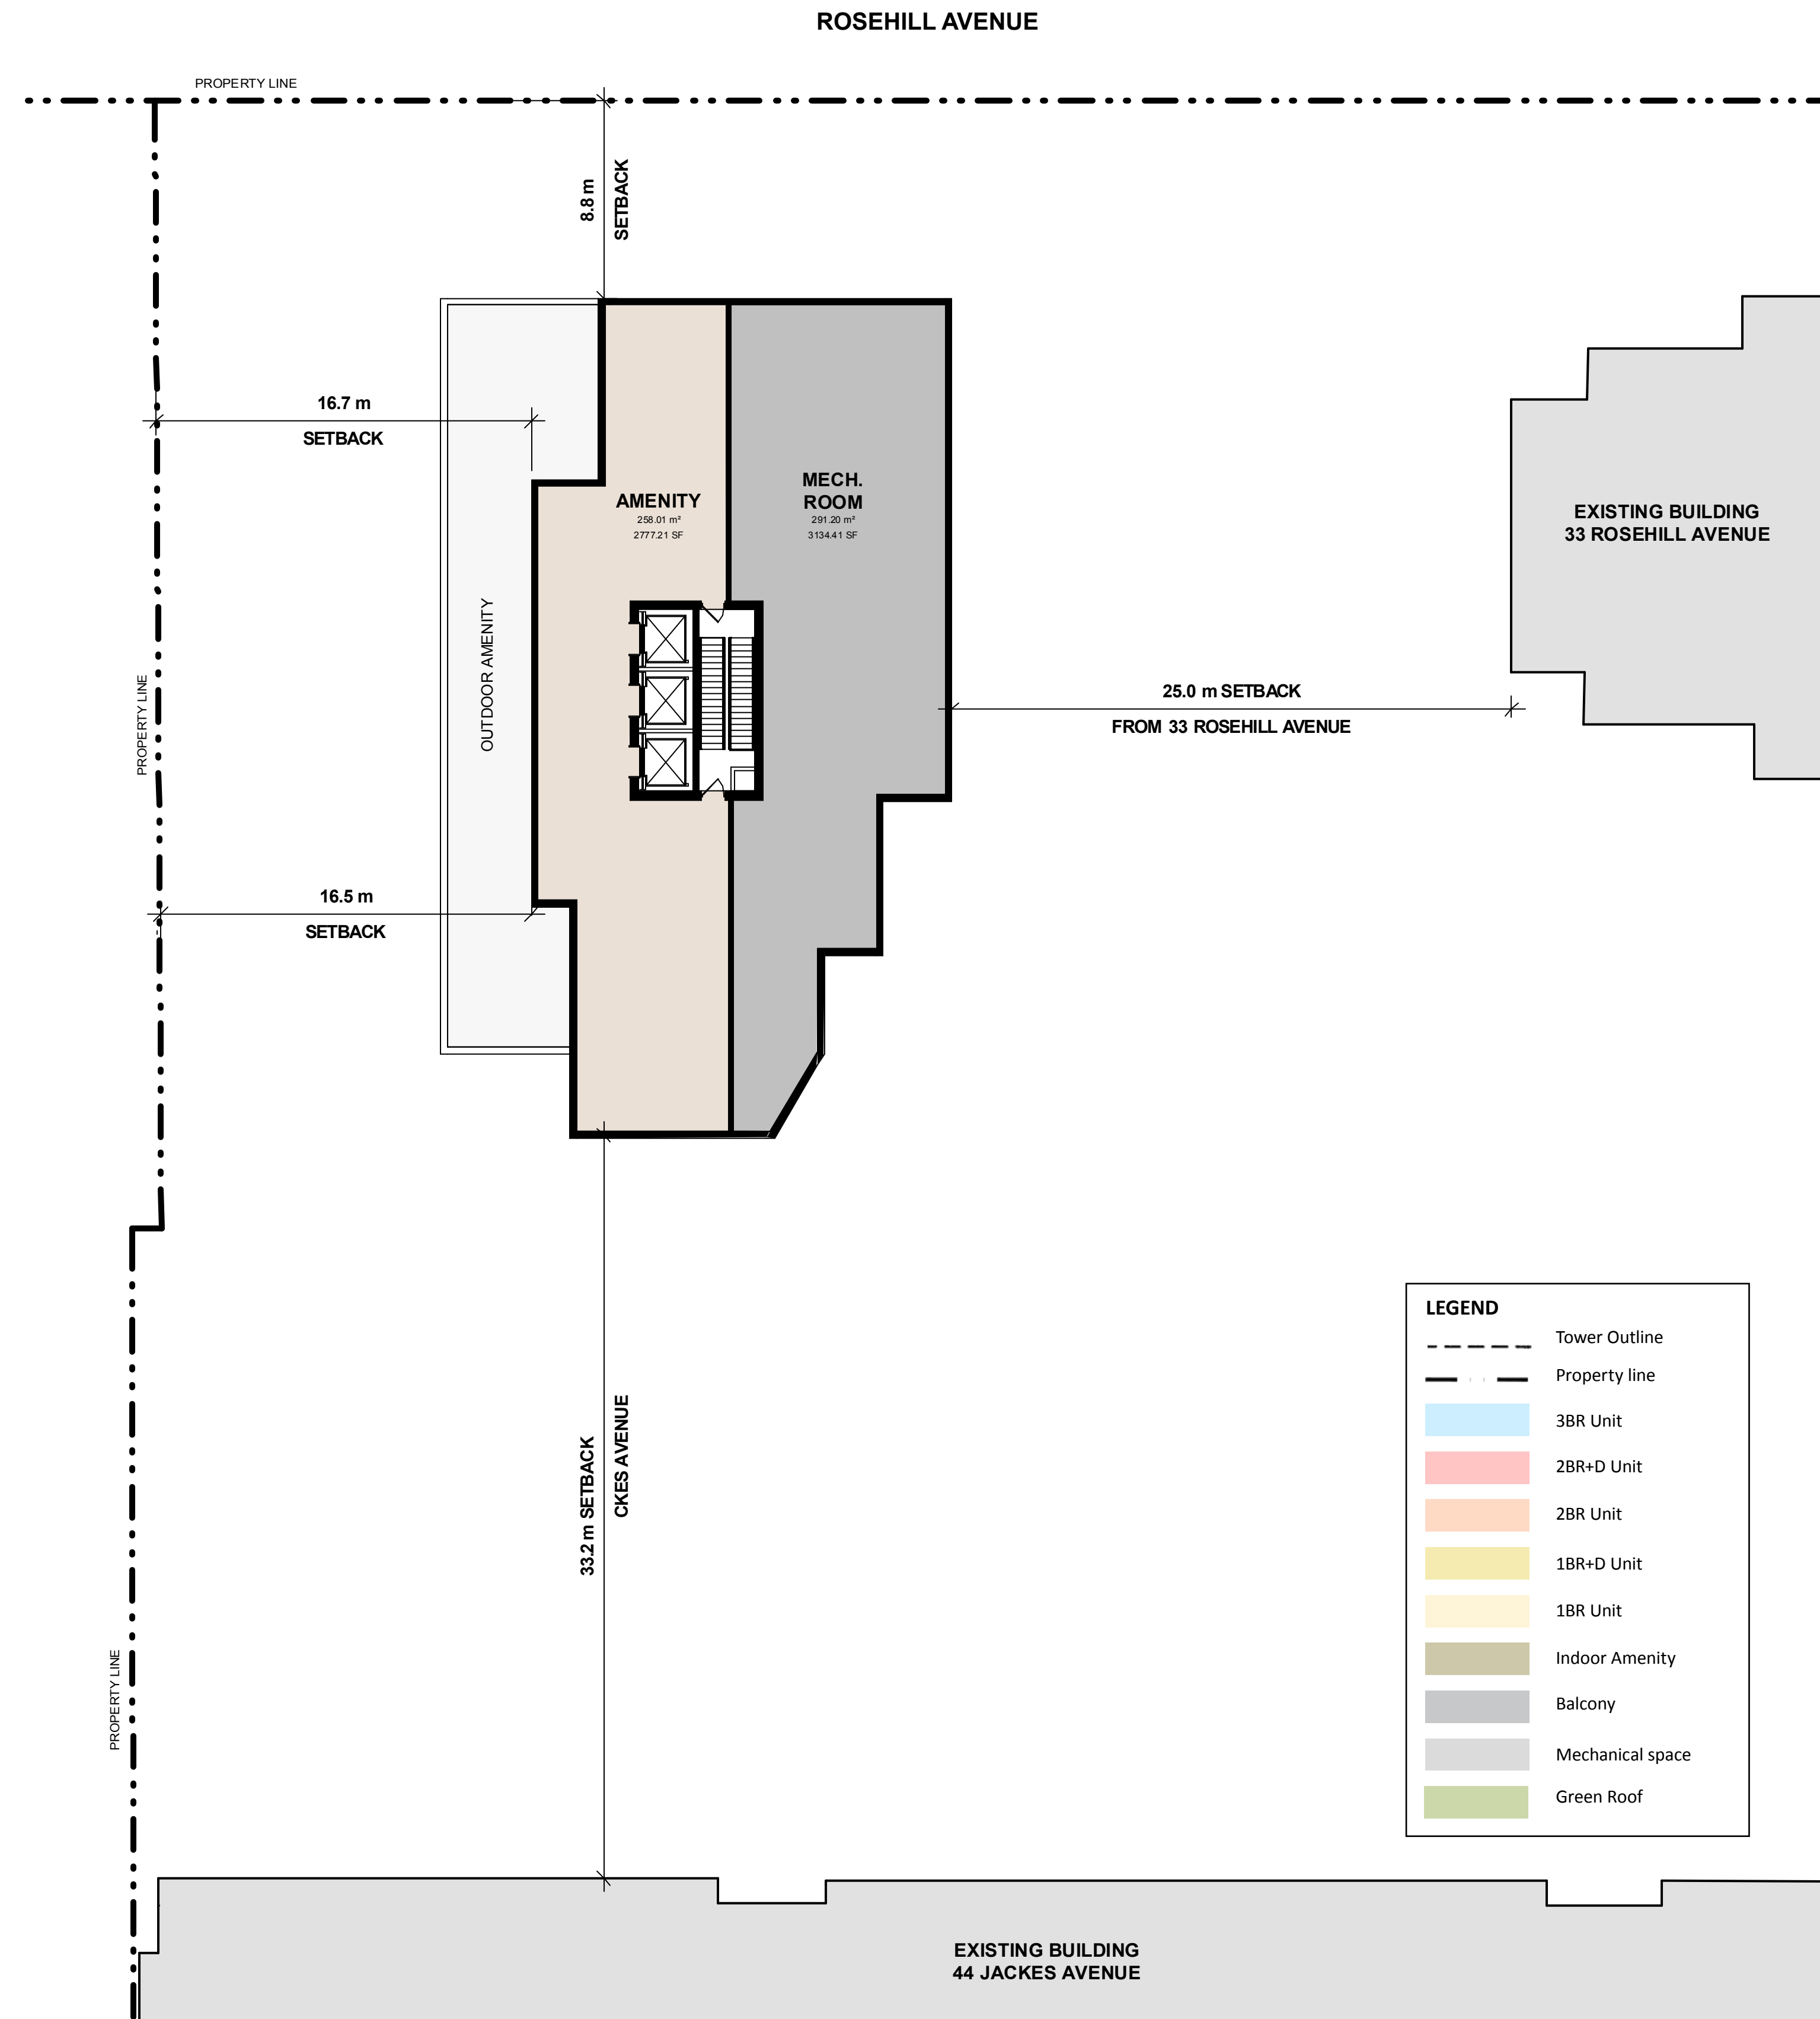 ROSEHILL AVENUE
PROPERTY LINE
8.8 m
SETBACK
16.7 m
SETBACK
AMENITY
258.01 m²
2777.21 SF
MECH.
ROOM
291.20 m²
3134.41 SF
EXISTING BUILDING
33 ROSEHILL AVENUE
OUTDOOR AMENITY
PROPERTY LINE
25.0 m SETBACK
FROM 33 ROSEHILL AVENUE
16.5 m
SETBACK
33.2 m SETBACK
CKES AVENUE
PROPERTY LINE
LEGEND
Tower Outline
Property line
3BR Unit
2BR+D Unit
2BR Unit
1BR+D Unit
1BR Unit
Indoor Amenity
Balcony
Mechanical space
Green Roof
EXISTING BUILDING
44 JACKES AVENUE